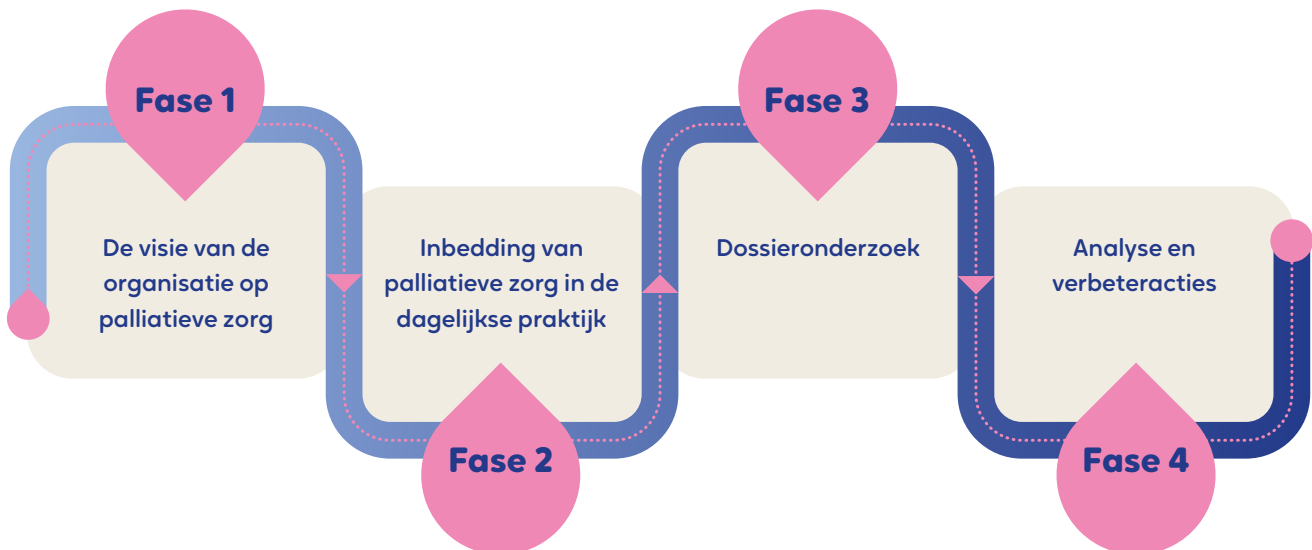 Fase 1
De visie van de
organisatie op
palliatieve zorg
Inbedding van
palliatieve zorg in de
dagelijkse praktijk
Fase 2
Fase 3
Dossieronderzoek
Analyse en
verbeteracties
Fase 4